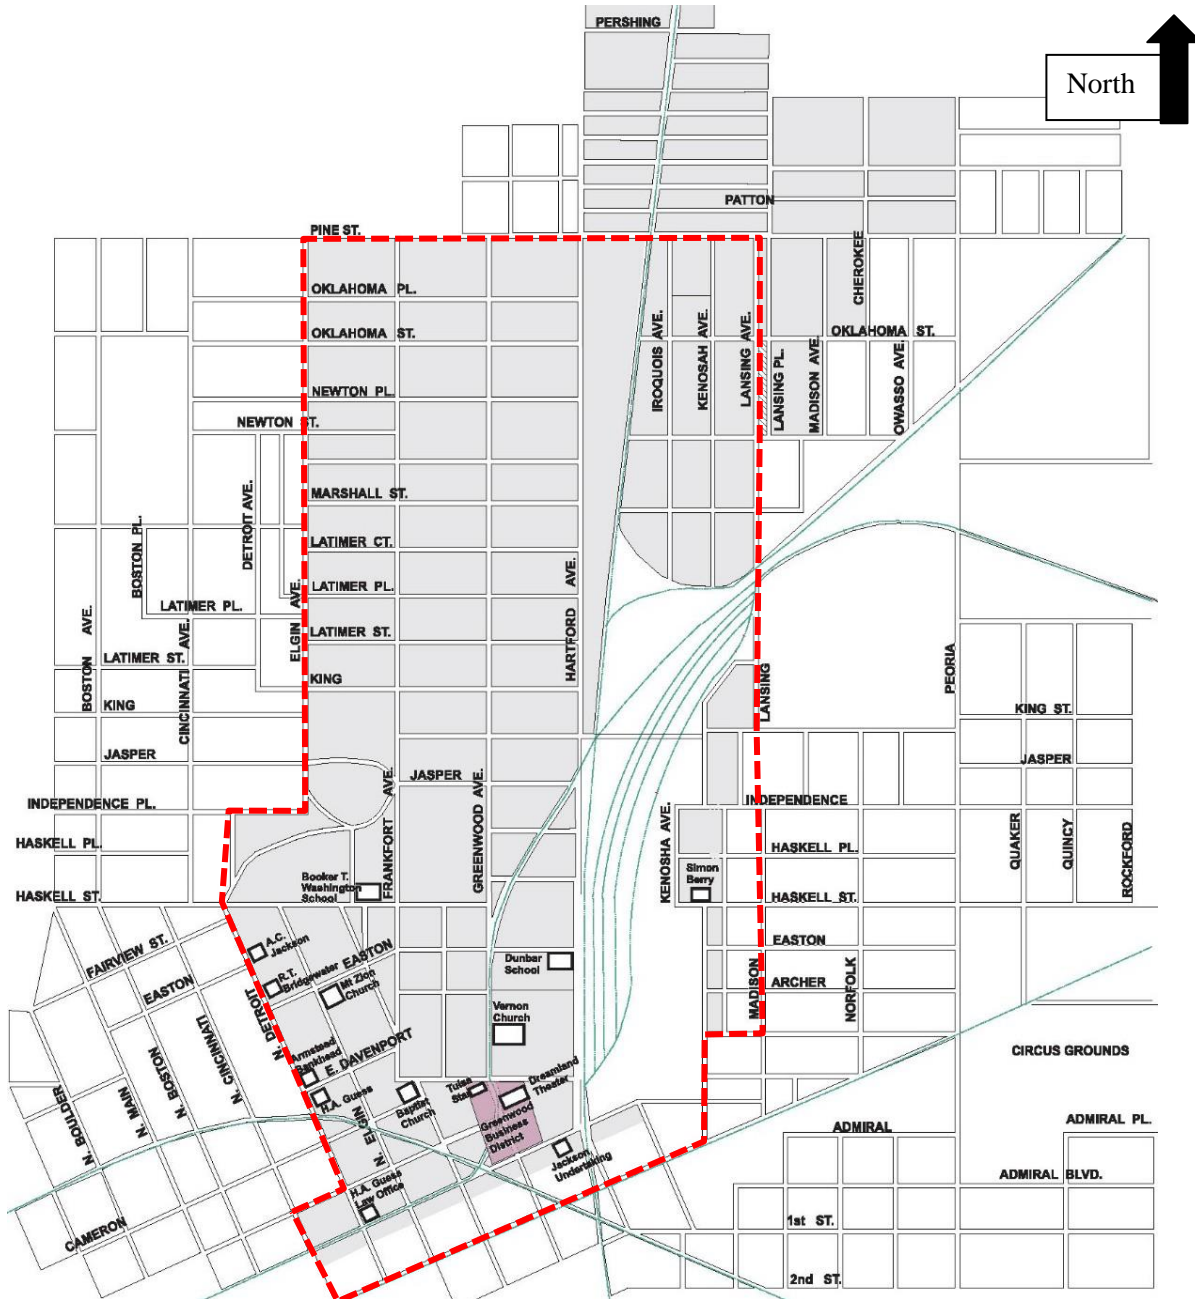 PERSHING
North
PATTON
PINE ST.
CHEROKEE
OKLAHOMA PL.
OKLAHOMA ST.
OKLAHOMA ST.
IROQUOIS AVE.
KENOSAH AVE.
LANSING AVE.
LANSING PL.
MADISON AVE.
OWASSO AVE.
NEWTON PL.
NEWTON ST.
MARSHALL ST.
DETROIT AVE.
BOSTON PL.
LATIMER CT.
LATIMER PL.
LATIMER PL.
HARTFORD AVE.
ELGIN AVE.
LATIMER ST.
LATIMER ST.
BOSTON AVE.
CINCINNATI AVE.
KING
KING
LANSING
PEORIA
KING ST.
JASPER
JASPER
JASPER
INDEPENDENCE PL.
INDEPENDENCE
FRANKFORT AVE.
GREENWOOD AVE.
KENOSHA AVE.
QUAKER
QUINCY
ROCKFORD
HASKELL PL.
HASKELL PL.
Simon
Berry
Booker T.
Washington
School
HASKELL ST.
HASKELL ST.
FAIRVIEW ST.
A.C.
Jackson
EASTON
EASTON
EASTON
R.T.
Bridgewater
Mt Zion
Church
Dunbar
School
ARCHER
MADISON
NORFOLK
Vernon
Church
N. DETROIT
N. CINCINNATI
N. BOSTON
N. MAIN
N. BOULDER
E. DAVENPORT
Armstead
Bankhead
H.A. Guess
CIRCUS GROUNDS
Tulsa
Star
Dreamland
Theater
Baptist
Church
Greenwood
Business
District
N. ELGIN
Jackson
Undertaking
ADMIRAL
ADMIRAL PL.
ADMIRAL BLVD.
H.A. Guess
Law Office
CAMERON
1st ST.
2nd ST.